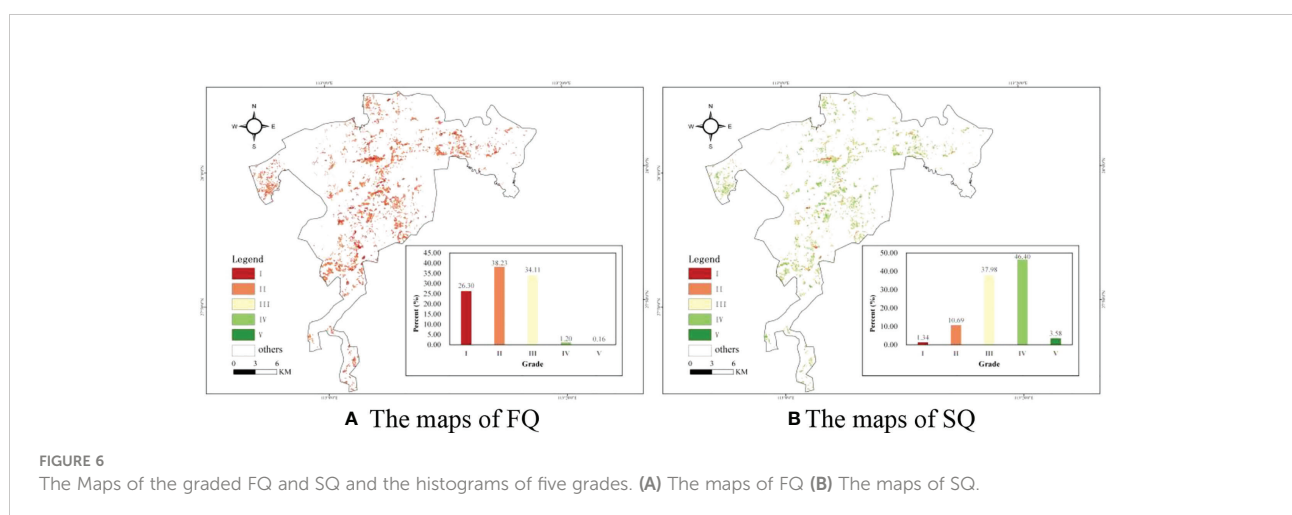 N
W E
S
Legend
I
II
III
IV
V
others
0 3 6
KM
45.00
40.00
35.00
30.00
25.00
20.00
15.00
10.00
5.00
0.00
Percent (%)
26.30
38.23
34.11
1.20
0.16
I II III IV V
Grade
A The maps of FQ
N
W E
S
Legend
I
II
III
IV
V
others
0 3 6
KM
50.00
40.00
30.00
20.00
10.00
0.00
Percent (%)
1.34
10.69
37.98
46.40
3.58
I II III IV V
Grade
B The maps of SQ
FIGURE 6
The Maps of the graded FQ and SQ and the histograms of five grades. (A) The maps of FQ (B) The maps of SQ.